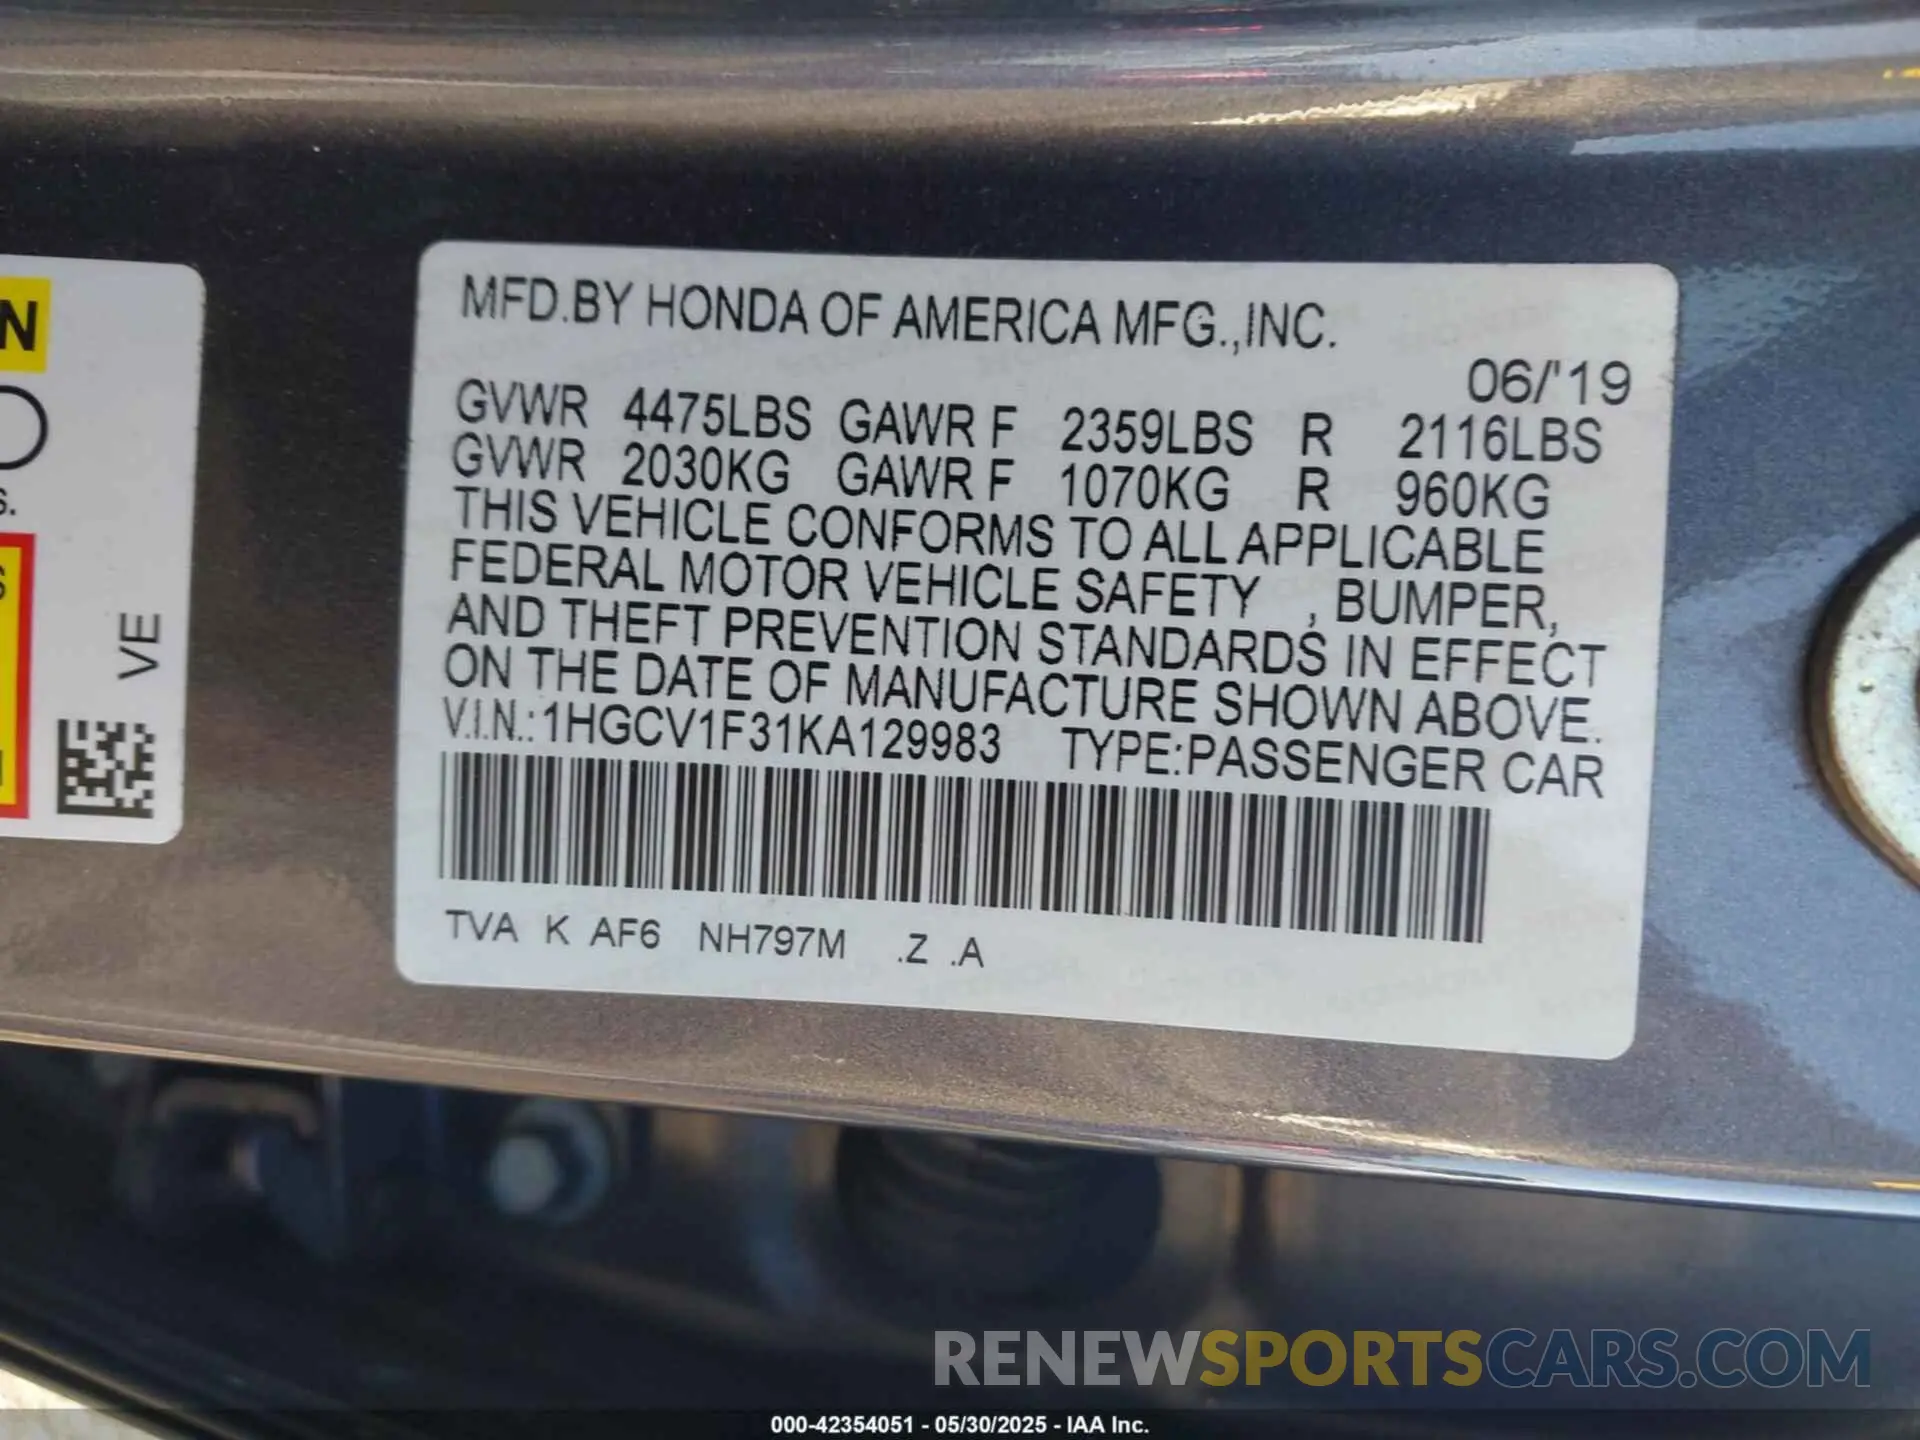 N
S.
S
VE
MFD.BY HONDA OF AMERICA MFG.,INC.
06/'19
GVWR 4475LBS GAWR F 2359LBS R 2116LBS
GVWR 2030KG GAWR F 1070KG R 960KG
THIS VEHICLE CONFORMS TO ALL APPLICABLE
FEDERAL MOTOR VEHICLE SAFETY , BUMPER,
AND THEFT PREVENTION STANDARDS IN EFFECT
ON THE DATE OF MANUFACTURE SHOWN ABOVE.
V.I.N.: 1HGCV1F31KA129983 TYPE:PASSENGER CAR
TVA K AF6 NH797M .Z .A
RENEWSPORTSCARS.COM
000-42354051 - 05/30/2025 - IAA Inc.